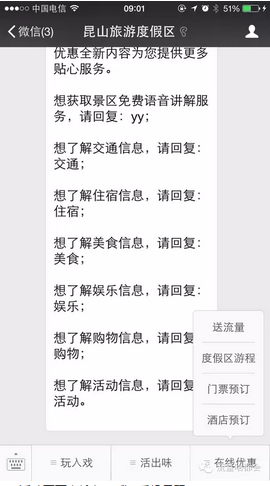 中国电信 09:01 51%
微信(3) 昆山旅游度假区
优惠全新内容为您提供更多
贴心服务。
想获取景区免费语音讲解服
务，请回复：yy；
想了解交通信息，请回复：
交通；
想了解住宿信息，请回复：
住宿；
想了解美食信息，请回复：
美食；
想了解娱乐信息，请回复：
娱乐；
想了解购物信息，请回复
购物；
想了解活动信息，请回复
活动。
送流量
度假区游程
门票预订
酒店预订
玩入戏
活出味
在线优惠